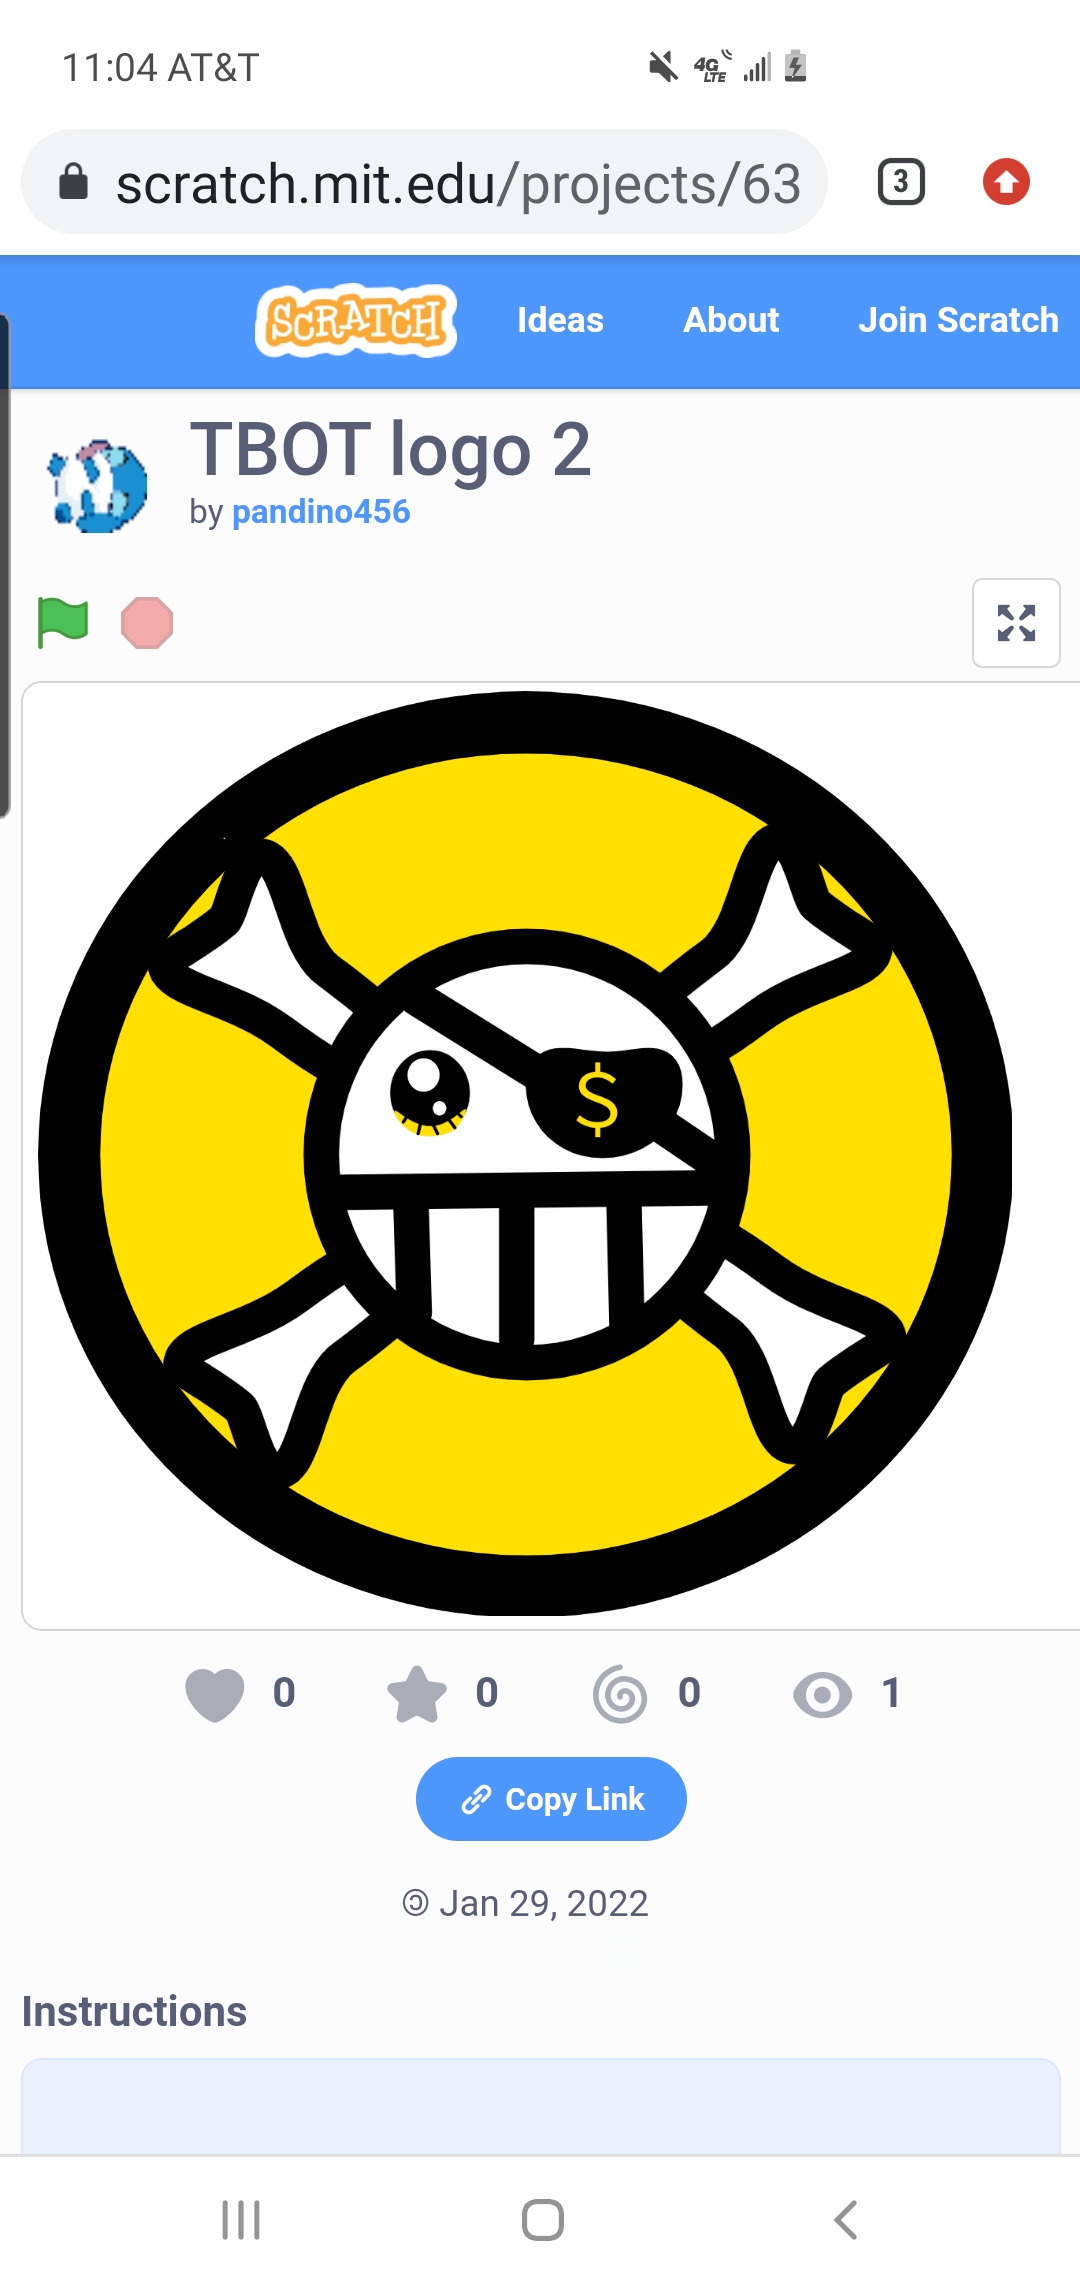 11:04 AT&T
4G LTE
scratch.mit.edu/projects/63
3
SCRATCH
Ideas
About
Join Scratch
TBOT logo 2
by pandino456
$
0
0
0
1
Copy Link
Jan 29, 2022
Instructions